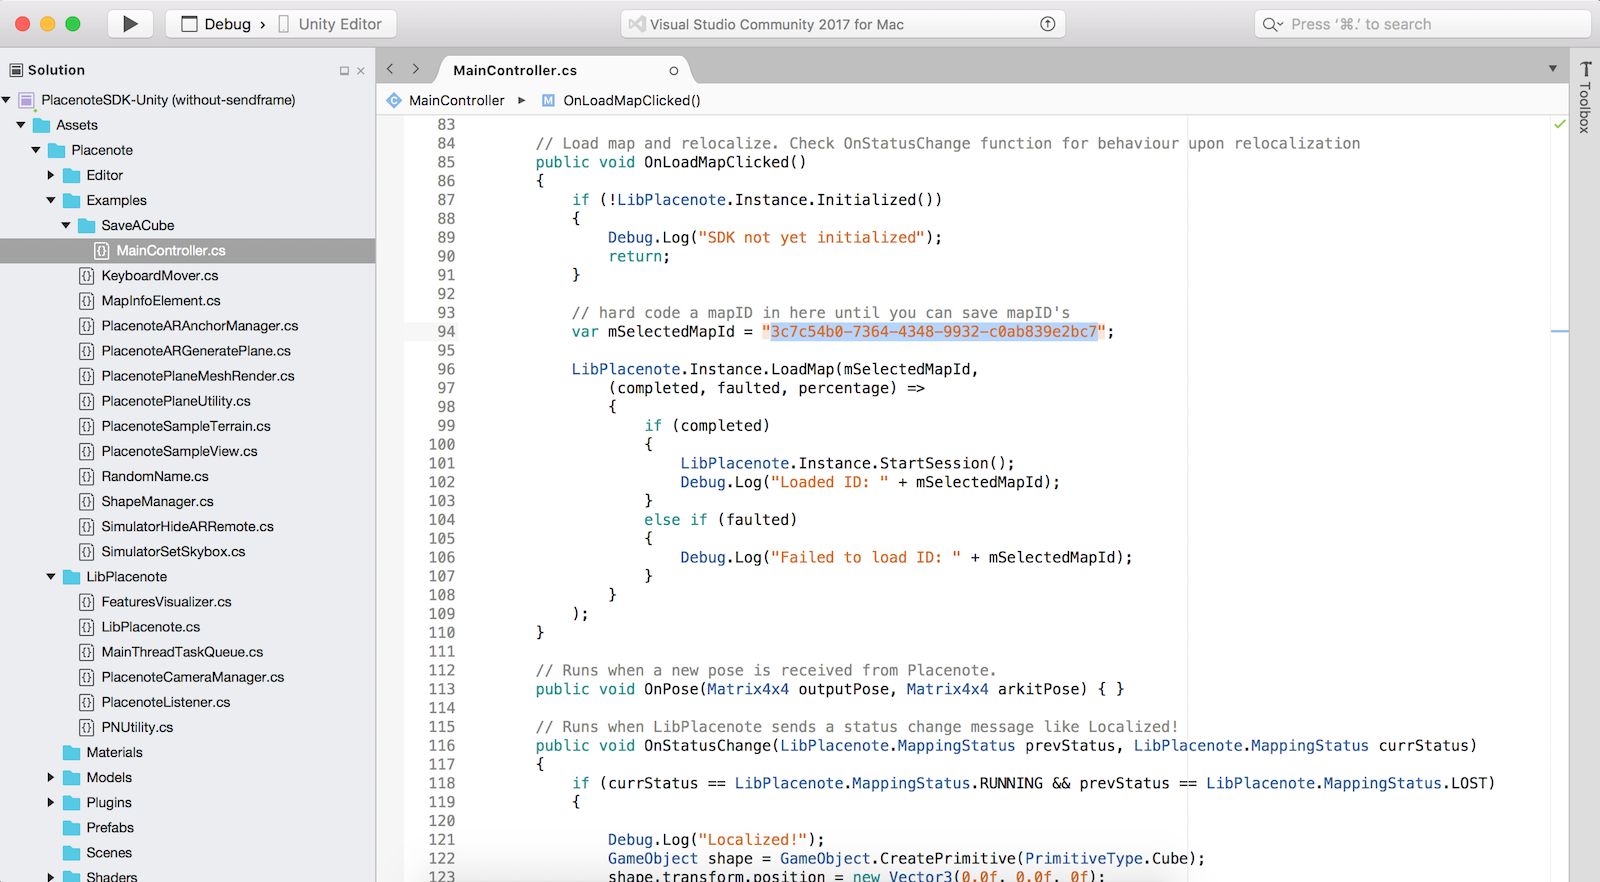 Debug › Unity Editor
Visual Studio Community 2017 for Mac
Press ‘⌘.’ to search
Solution
PlacenoteSDK-Unity (without-sendframe)
Assets
Placenote
Editor
Examples
SaveACube
MainController.cs
KeyboardMover.cs
MapInfoElement.cs
PlacenoteARAnchorManager.cs
PlacenoteARGeneratePlane.cs
PlacenotePlaneMeshRender.cs
PlacenotePlaneUtility.cs
PlacenoteSampleTerrain.cs
PlacenoteSampleView.cs
RandomName.cs
ShapeManager.cs
SimulatorHideARRemote.cs
SimulatorSetSkybox.cs
LibPlacenote
FeaturesVisualizer.cs
LibPlacenote.cs
MainThreadTaskQueue.cs
PlacenoteCameraManager.cs
PlacenoteListener.cs
PNUtility.cs
Materials
Models
Plugins
Prefabs
Scenes
Shaders
MainController.cs
MainController ▸ M OnLoadMapClicked()
83
84 // Load map and relocalize. Check OnStatusChange function for behaviour upon relocalization
85 public void OnLoadMapClicked()
86 {
87 if (!LibPlacenote.Instance.Initialized())
88 {
89 Debug.Log("SDK not yet initialized");
90 return;
91 }
92
93 // hard code a mapID in here until you can save mapID's
94 var mSelectedMapId = "3c7c54b0-7364-4348-9932-c0ab839e2bc7";
95
96 LibPlacenote.Instance.LoadMap(mSelectedMapId,
97 (completed, faulted, percentage) =>
98 {
99 if (completed)
100 {
101 LibPlacenote.Instance.StartSession();
102 Debug.Log("Loaded ID: " + mSelectedMapId);
103 }
104 else if (faulted)
105 {
106 Debug.Log("Failed to load ID: " + mSelectedMapId);
107 }
108 }
109 );
110 }
111
112 // Runs when a new pose is received from Placenote.
113 public void OnPose(Matrix4x4 outputPose, Matrix4x4 arkitPose) { }
114
115 // Runs when LibPlacenote sends a status change message like Localized!
116 public void OnStatusChange(LibPlacenote.MappingStatus prevStatus, LibPlacenote.MappingStatus currStatus)
117 {
118 if (currStatus == LibPlacenote.MappingStatus.RUNNING && prevStatus == LibPlacenote.MappingStatus.LOST)
119 {
120
121 Debug.Log("Localized!");
122 GameObject shape = GameObject.CreatePrimitive(PrimitiveType.Cube);
123 shape.transform.position = new Vector3(0.0f, 0.0f, 0f);
Toolbox